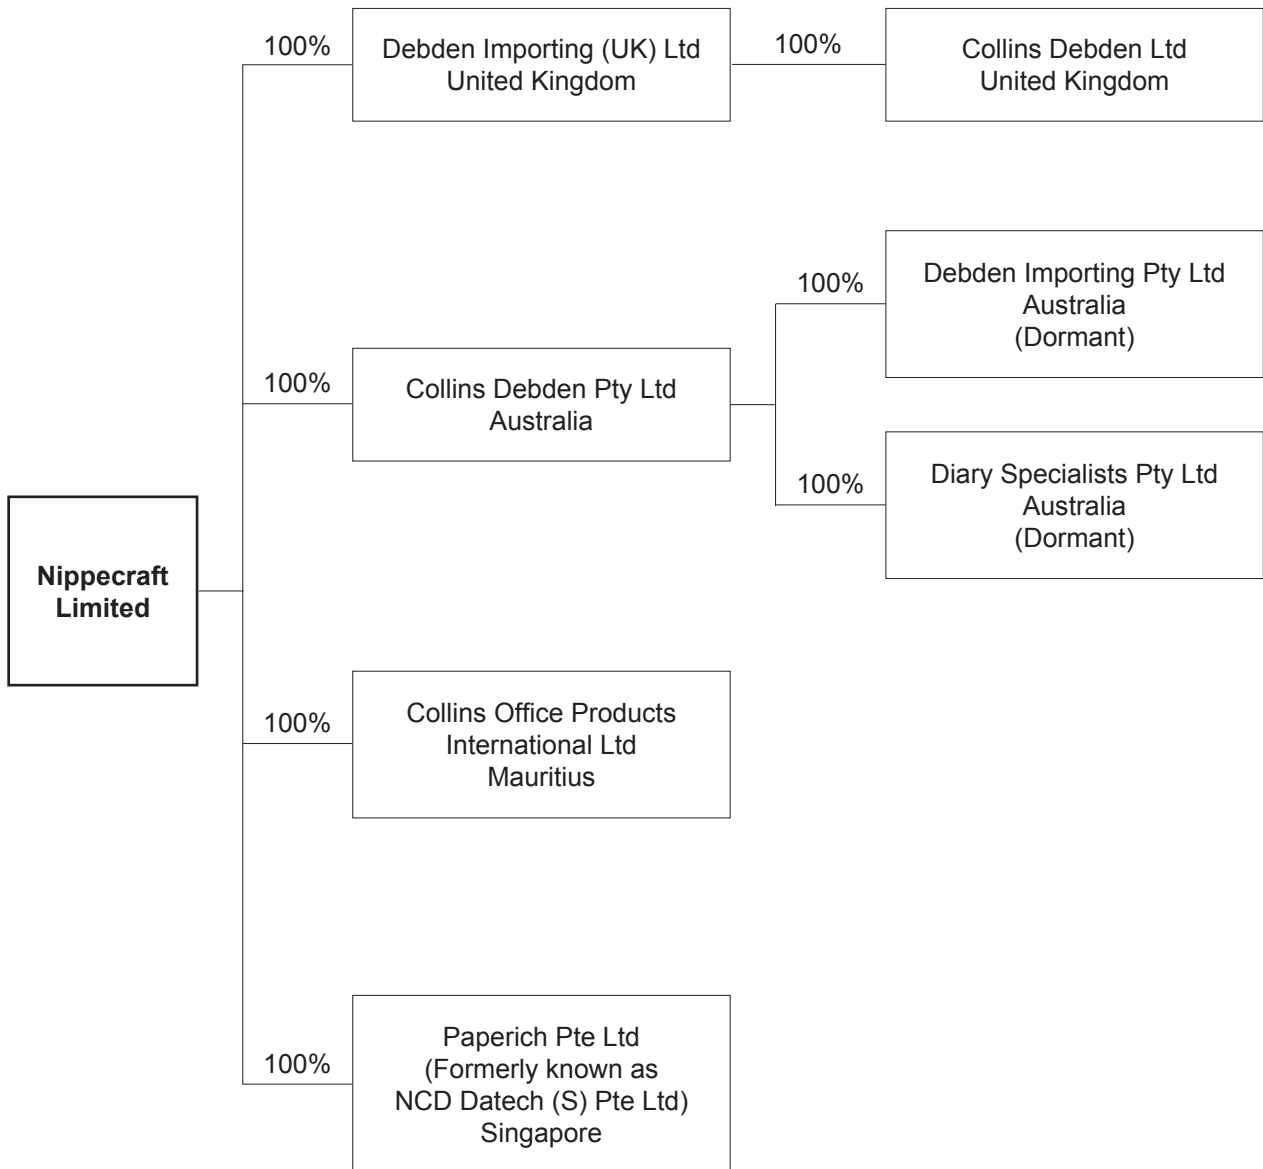 100%
Debden Importing (UK) Ltd
United Kingdom
100%
Collins Debden Ltd
United Kingdom
100%
Debden Importing Pty Ltd
Australia
(Dormant)
100%
Collins Debden Pty Ltd
Australia
100%
Diary Specialists Pty Ltd
Australia
(Dormant)
Nippecraft
Limited
100%
Collins Office Products
International Ltd
Mauritius
100%
Paperich Pte Ltd
(Formerly known as
NCD Datech (S) Pte Ltd)
Singapore